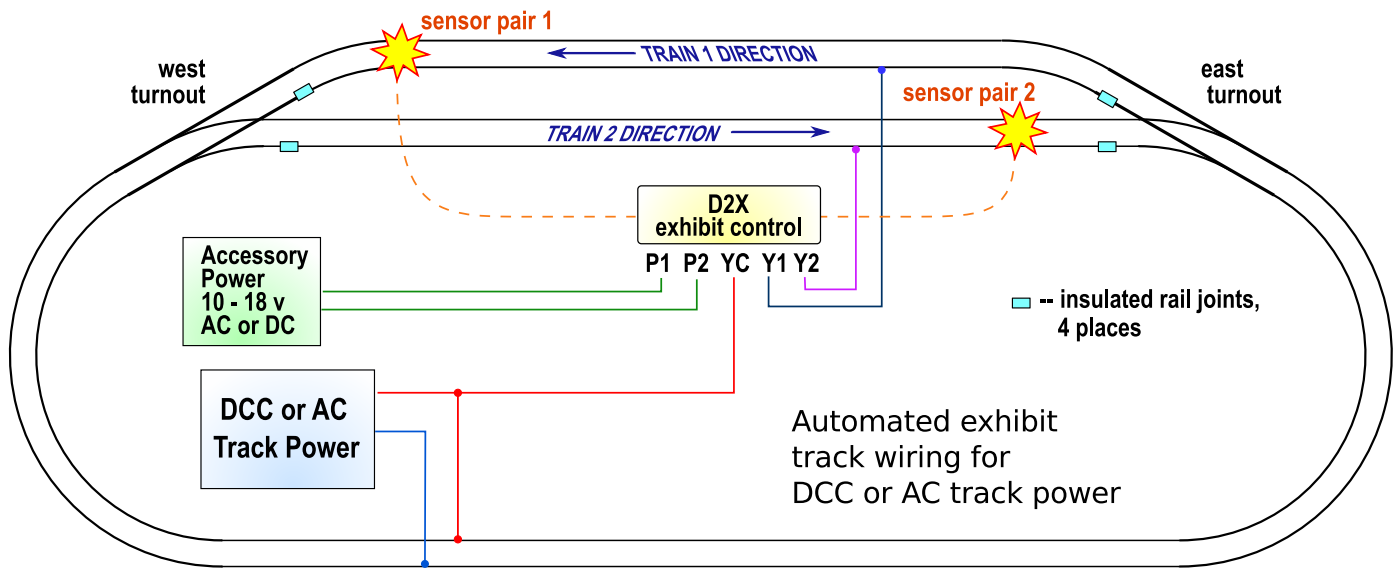 sensor pair 1
TRAIN 1 DIRECTION
west
turnout
east
turnout
sensor pair 2
TRAIN 2 DIRECTION
D2X
exhibit control
P1 P2 YC Y1 Y2
Accessory
Power
10 - 18 v
AC or DC
-- insulated rail joints,
4 places
DCC or AC
Track Power
Automated exhibit
track wiring for
DCC or AC track power